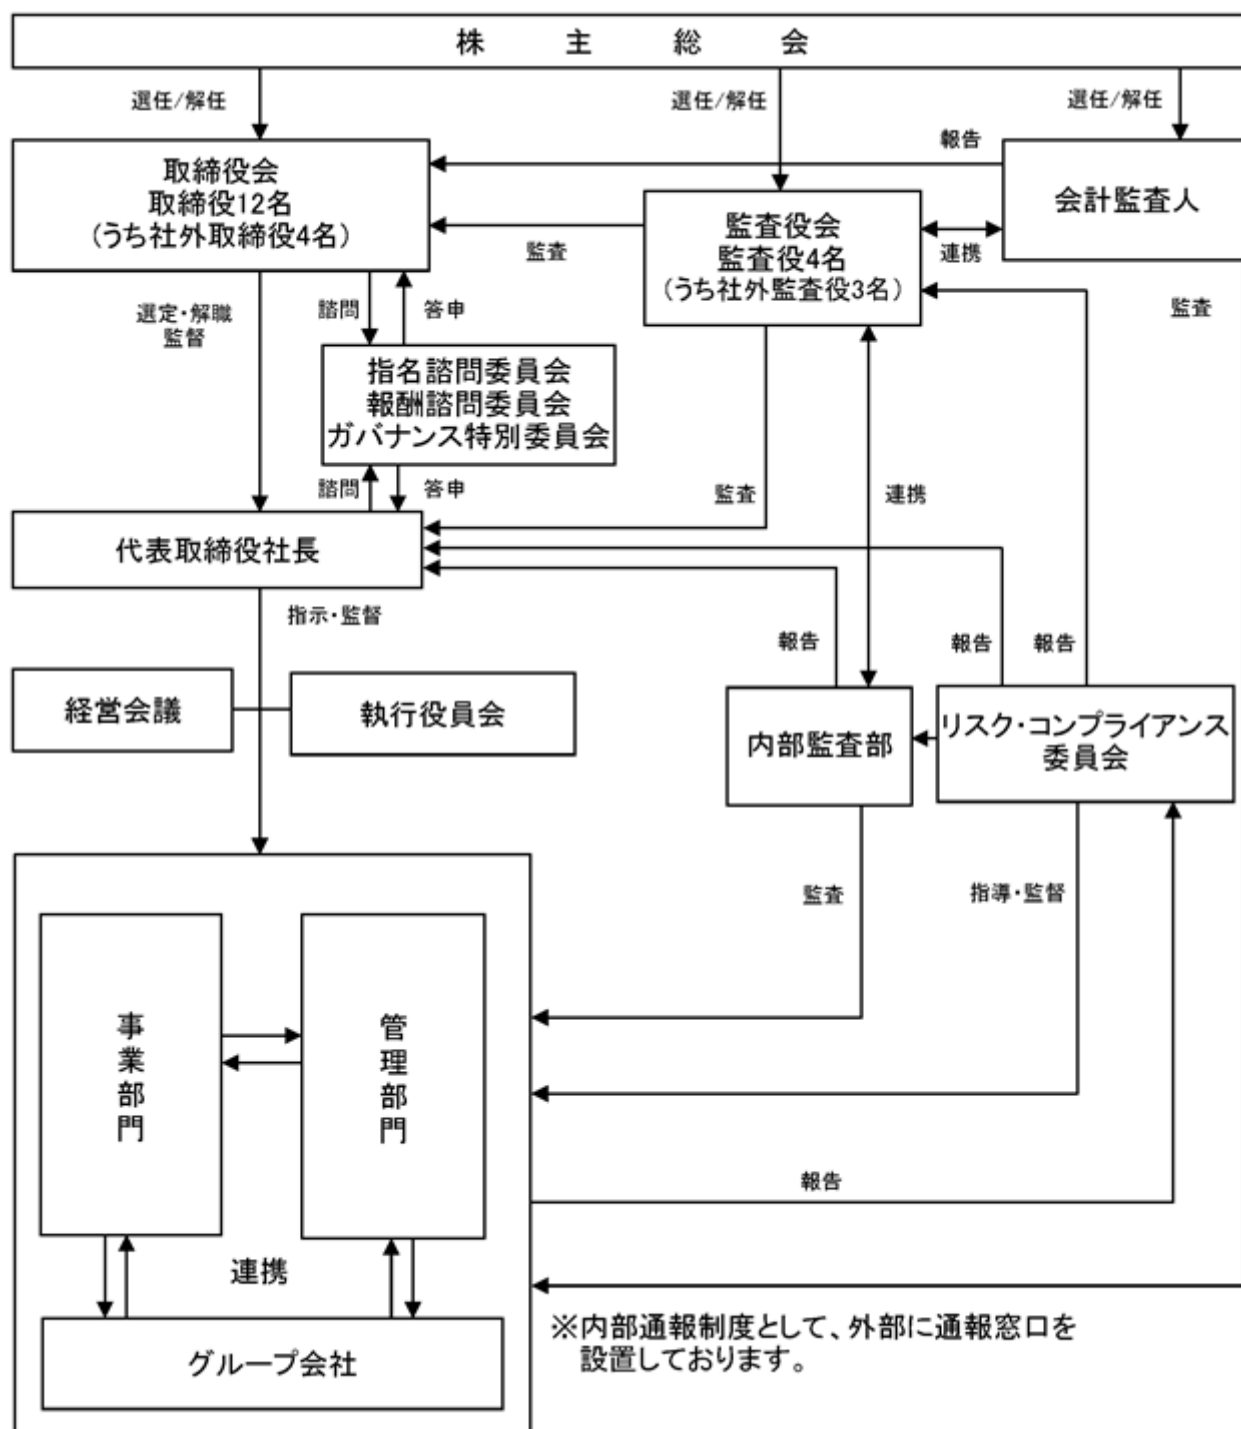 株主総会
選任/解任
選任/解任
選任/解任
取締役会
取締役12名
(うち社外取締役4名)
報告
会計監査人
監査役会
監査役4名
(うち社外監査役3名)
監査
連携
監査
選定・解職
監督
諮問
答申
指名諮問委員会
報酬諮問委員会
ガバナンス特別委員会
諮問
答申
監査
連携
代表取締役社長
指示・監督
報告
報告
報告
経営会議
執行役員会
内部監査部
リスク・コンプライアンス
委員会
監査
指導・監督
事業部門
管理部門
報告
連携
グループ会社
※内部通報制度として、外部に通報窓口を
設置しております。